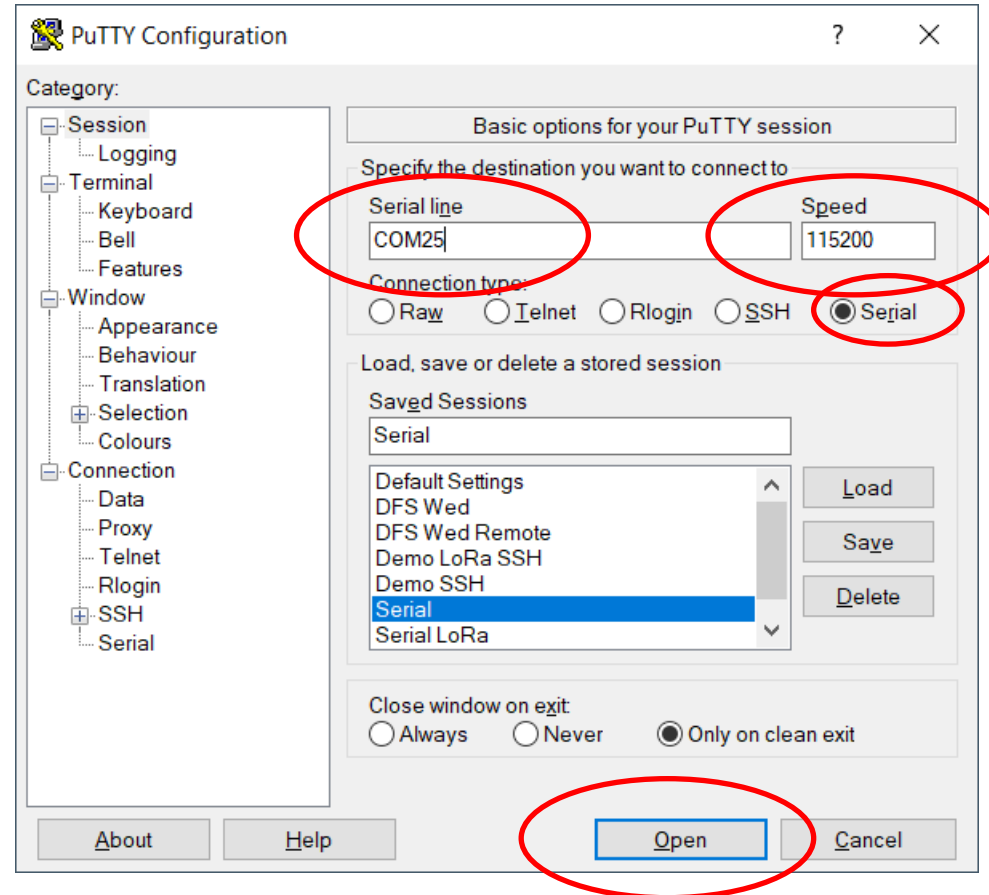 PuTTY Configuration
?
Category:
Session
Logging
Terminal
Keyboard
Bell
Features
Window
Appearance
Behaviour
Translation
Selection
Colours
Connection
Data
Proxy
Telnet
Rlogin
SSH
Serial
Basic options for your PuTTY session
Specify the destination you want to connect to
Serial line Speed
COM25 115200
Connection type:
Raw Telnet Rlogin SSH Serial
Load, save or delete a stored session
Saved Sessions
Serial
Default Settings
DFS Wed
DFS Wed Remote
Demo LoRa SSH
Demo SSH
Serial
Serial LoRa
Load
Save
Delete
Close window on exit:
Always Never Only on clean exit
About Help Open Cancel